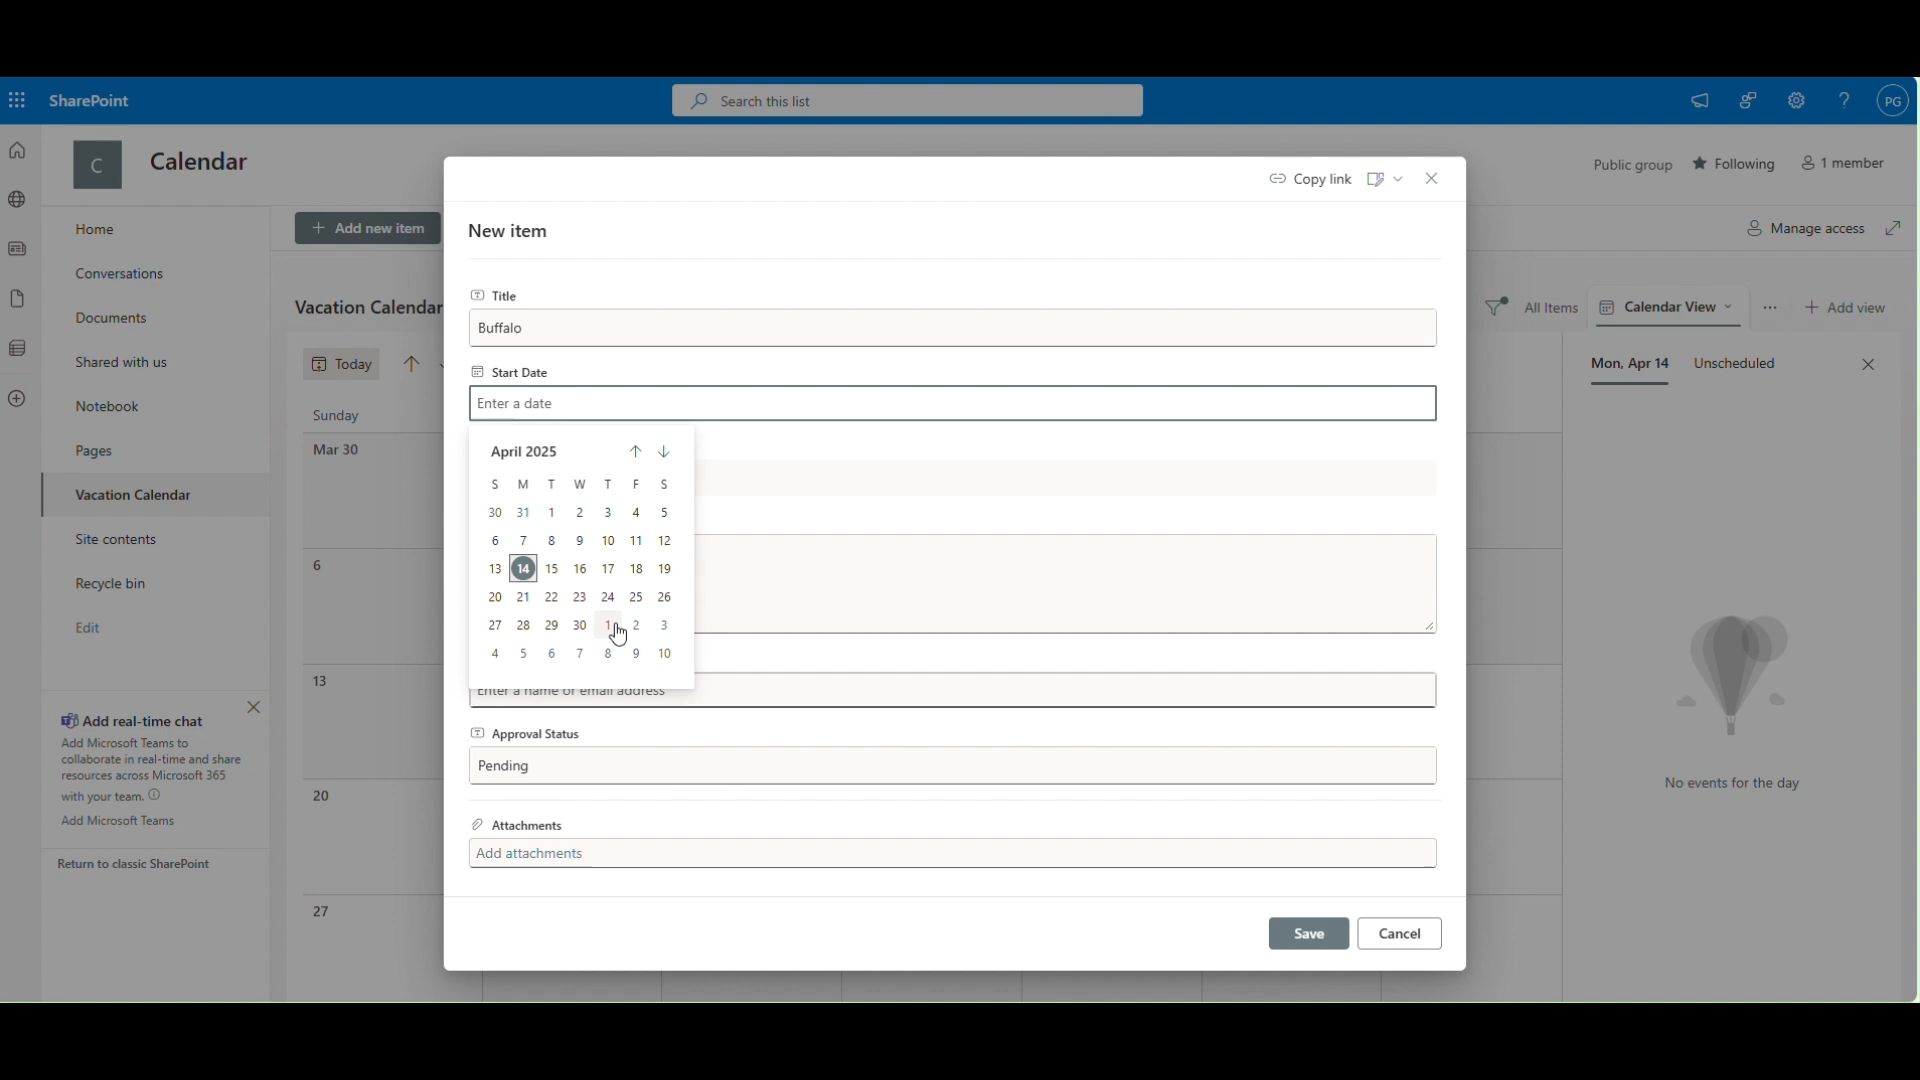 SharePoint
Search this list
PG
C
Calendar
Public group
Following
1 member
Home
Conversations
Documents
Shared with us
Notebook
Pages
Vacation Calendar
Site contents
Recycle bin
Edit
Add real-time chat
Add Microsoft Teams to
collaborate in real-time and share
resources across Microsoft 365
with your team.
Add Microsoft Teams
Return to classic SharePoint
+ Add new item
Manage access
Vacation Calendar
All Items
Calendar View
...
+ Add view
Today
Sunday
Mar 30
6
13
20
27
Copy link
New item
Title
Buffalo
Start Date
Enter a date
April 2025
S M T W T F S
30 31 1 2 3 4 5
6 7 8 9 10 11 12
13 14 15 16 17 18 19
20 21 22 23 24 25 26
27 28 29 30 1 2 3
4 5 6 7 8 9 10
Enter a name or email address
Approval Status
Pending
Attachments
Add attachments
Save
Cancel
Mon, Apr 14
Unscheduled
No events for the day